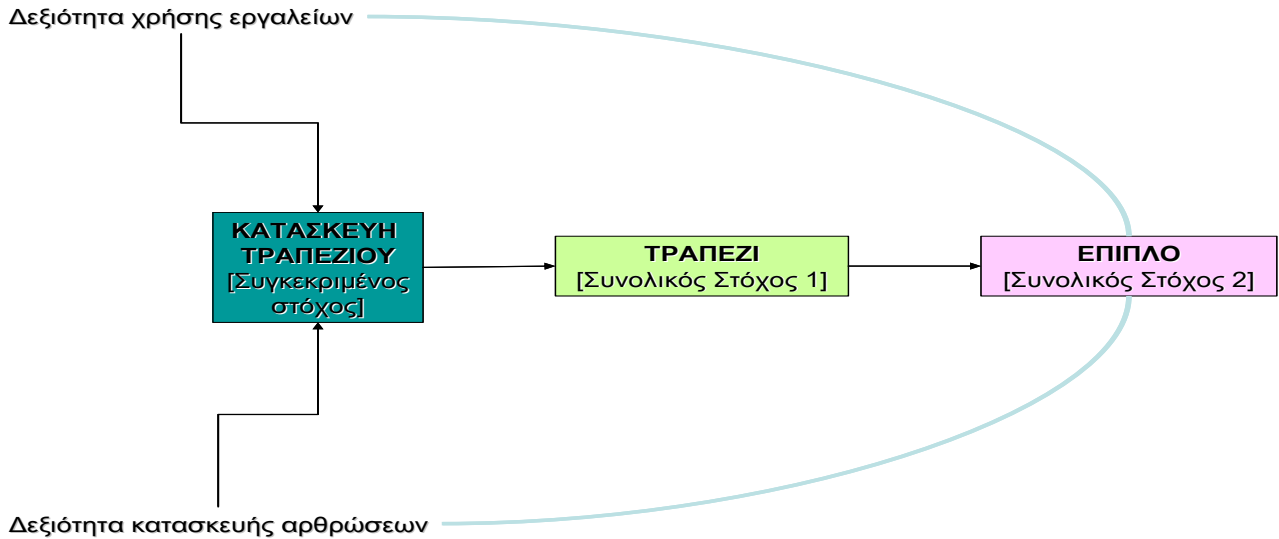 Δεξιότητα χρήσης εργαλείων
ΚΑΤΑΣΚΕΥΗ
ΤΡΑΠΕΖΙΟΥ
[Συγκεκριμένος
στόχος]
ΤΡΑΠΕΖΙ
[Συνολικός Στόχος 1]
ΕΠΙΠΛΟ
[Συνολικός Στόχος 2]
Δεξιότητα κατασκευής αρθρώσεων